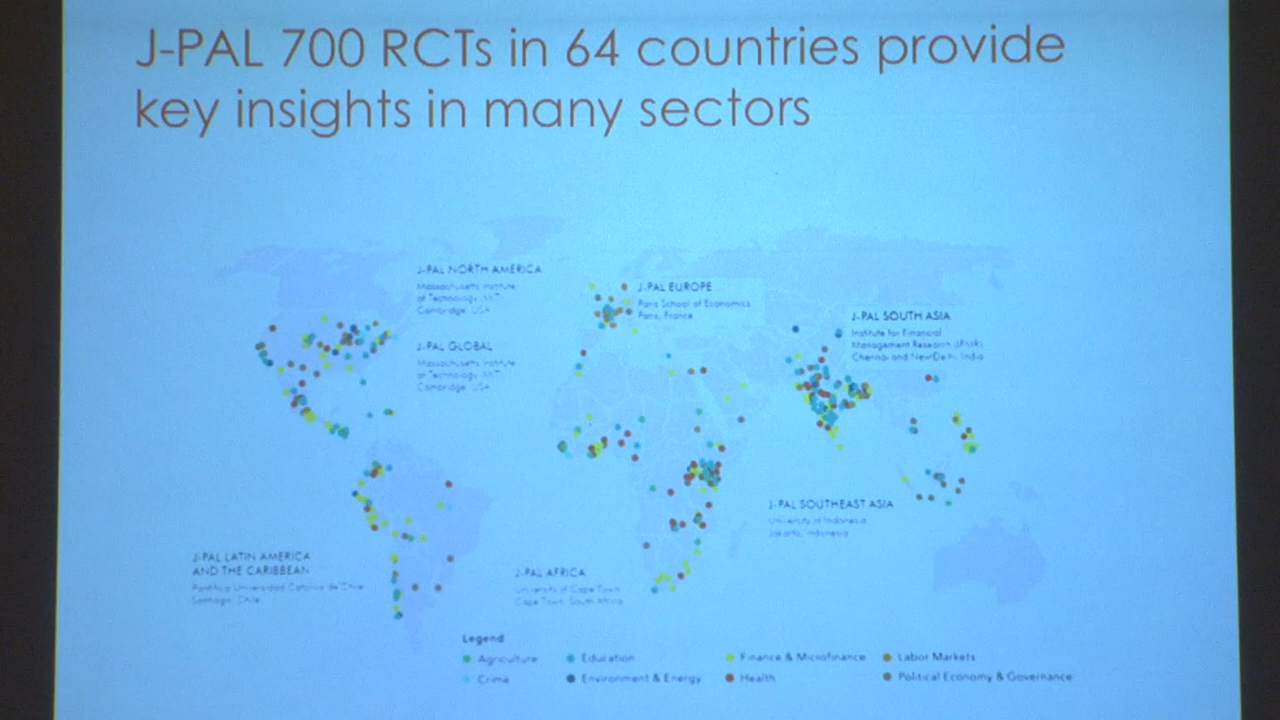 J-PAL 700 RCTs in 64 countries provide
key insights in many sectors
J-PAL NORTH AMERICA
Massachusetts Institute
of Technology (MIT)
Cambridge, USA
J-PAL EUROPE
Paris School of Economics
Paris, France
J-PAL SOUTH ASIA
Institute for Financial
Management Research (IFMR)
Chennai and New Delhi, India
J-PAL GLOBAL
Massachusetts Institute
of Technology (MIT)
Cambridge, USA
J-PAL SOUTHEAST ASIA
University of Indonesia
Jakarta, Indonesia
J-PAL LATIN AMERICA
AND THE CARIBBEAN
Pontificia Universidad Católica de Chile
Santiago, Chile
J-PAL AFRICA
University of Cape Town
Cape Town, South Africa
Legend
Agriculture
Education
Finance & Microfinance
Labor Markets
Crime
Environment & Energy
Health
Political Economy & Governance